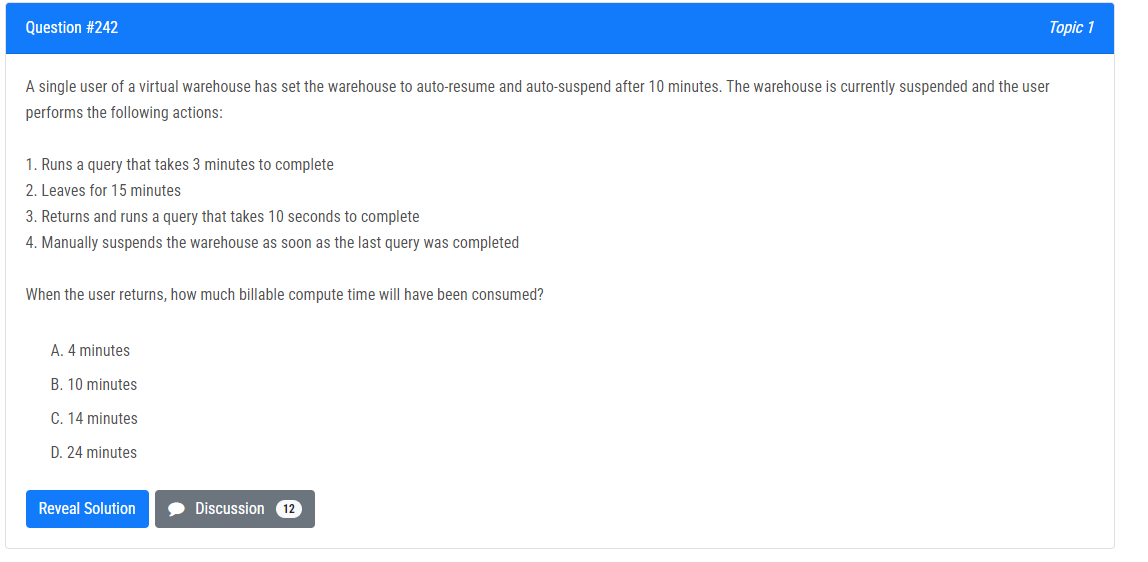 Question #242
Topic 1
A single user of a virtual warehouse has set the warehouse to auto-resume and auto-suspend after 10 minutes. The warehouse is currently suspended and the user
performs the following actions:
1. Runs a query that takes 3 minutes to complete
2. Leaves for 15 minutes
3. Returns and runs a query that takes 10 seconds to complete
4. Manually suspends the warehouse as soon as the last query was completed
When the user returns, how much billable compute time will have been consumed?
A. 4 minutes
B. 10 minutes
C. 14 minutes
D. 24 minutes
Reveal Solution
Discussion 12